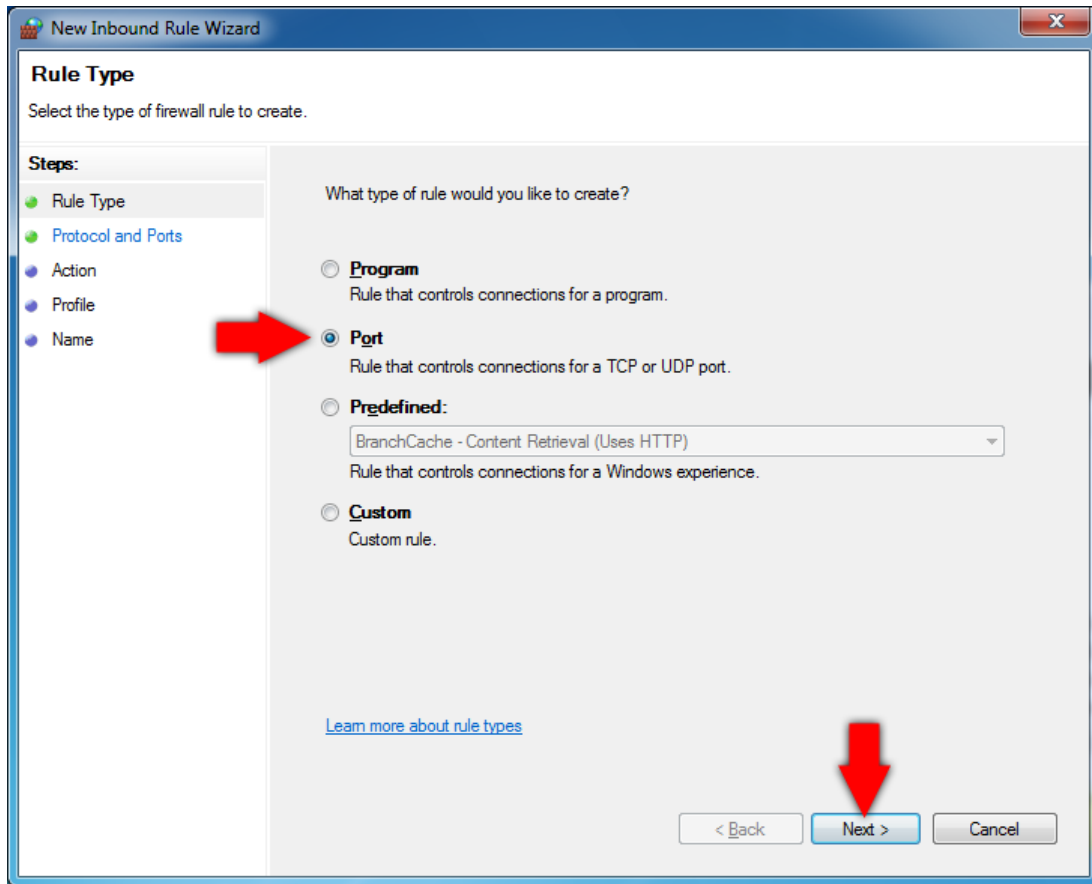 New Inbound Rule Wizard
Rule Type
Select the type of firewall rule to create.
Steps:
Rule Type
Protocol and Ports
Action
Profile
Name
What type of rule would you like to create?
Program
Rule that controls connections for a program.
Port
Rule that controls connections for a TCP or UDP port.
Predefined:
BranchCache - Content Retrieval (Uses HTTP)
Rule that controls connections for a Windows experience.
Custom
Custom rule.
Learn more about rule types
< Back
Next >
Cancel